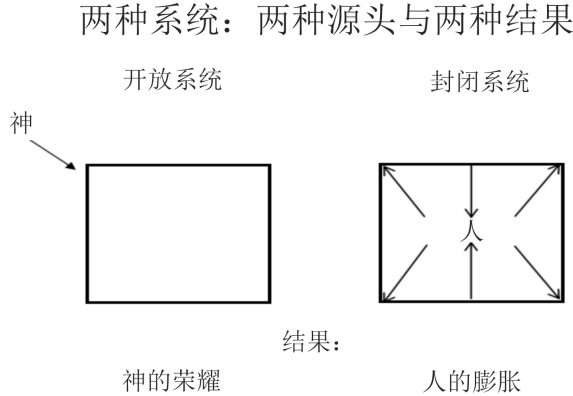 两种系统：两种源头与两种结果
开放系统
封闭系统
神
人
结果：
神的荣耀
人的膨胀